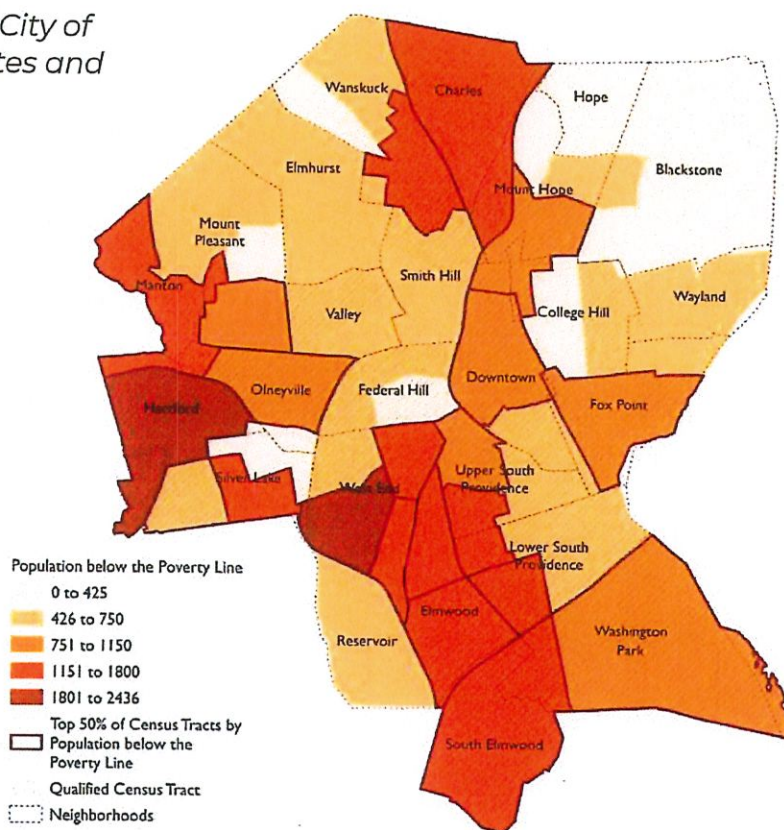 City of
tes and
Wanskuck
Charles
Hope
Elmhurst
Mount Hope
Blackstone
Mount
Pleasant
Smith Hill
Manton
Valley
College Hill
Wayland
Hartford
Olneyville
Federal Hill
Downtown
Fox Point
Silver Lake
West End
Upper South
Providence
Lower South
Providence
Elmwood
Reservoir
Washington
Park
South Elmwood
Population below the Poverty Line
0 to 425
426 to 750
751 to 1150
1151 to 1800
1801 to 2436
Top 50% of Census Tracts by
Population below the
Poverty Line
Qualified Census Tract
Neighborhoods